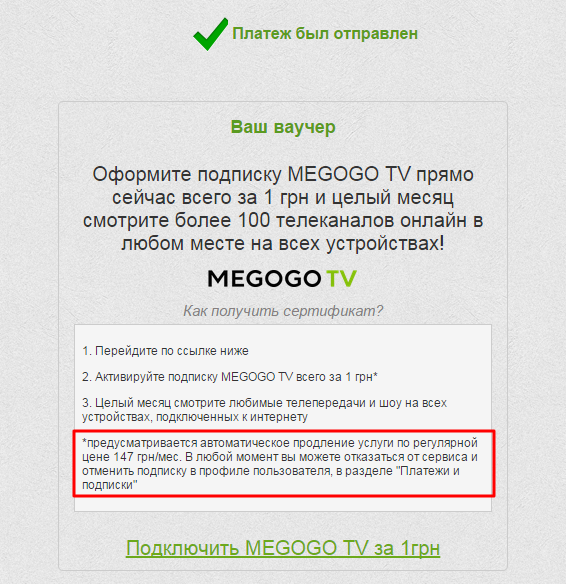 Платеж был отправлен
Ваш ваучер
Оформите подписку MEGOGO TV прямо
сейчас всего за 1 грн и целый месяц
смотрите более 100 телеканалов онлайн в
любом месте на всех устройствах!
MEGOGO TV
Как получить сертификат?
1. Перейдите по ссылке ниже
2. Активируйте подписку MEGOGO TV всего за 1 грн*
3. Целый месяц смотрите любимые телепередачи и шоу на всех
устройствах, подключенных к интернету
*предусматривается автоматическое продление услуги по регулярной
цене 147 грн/мес. В любой момент вы можете отказаться от сервиса и
отменить подписку в профиле пользователя, в разделе "Платежи и
подписки"
Подключить MEGOGO TV за 1грн